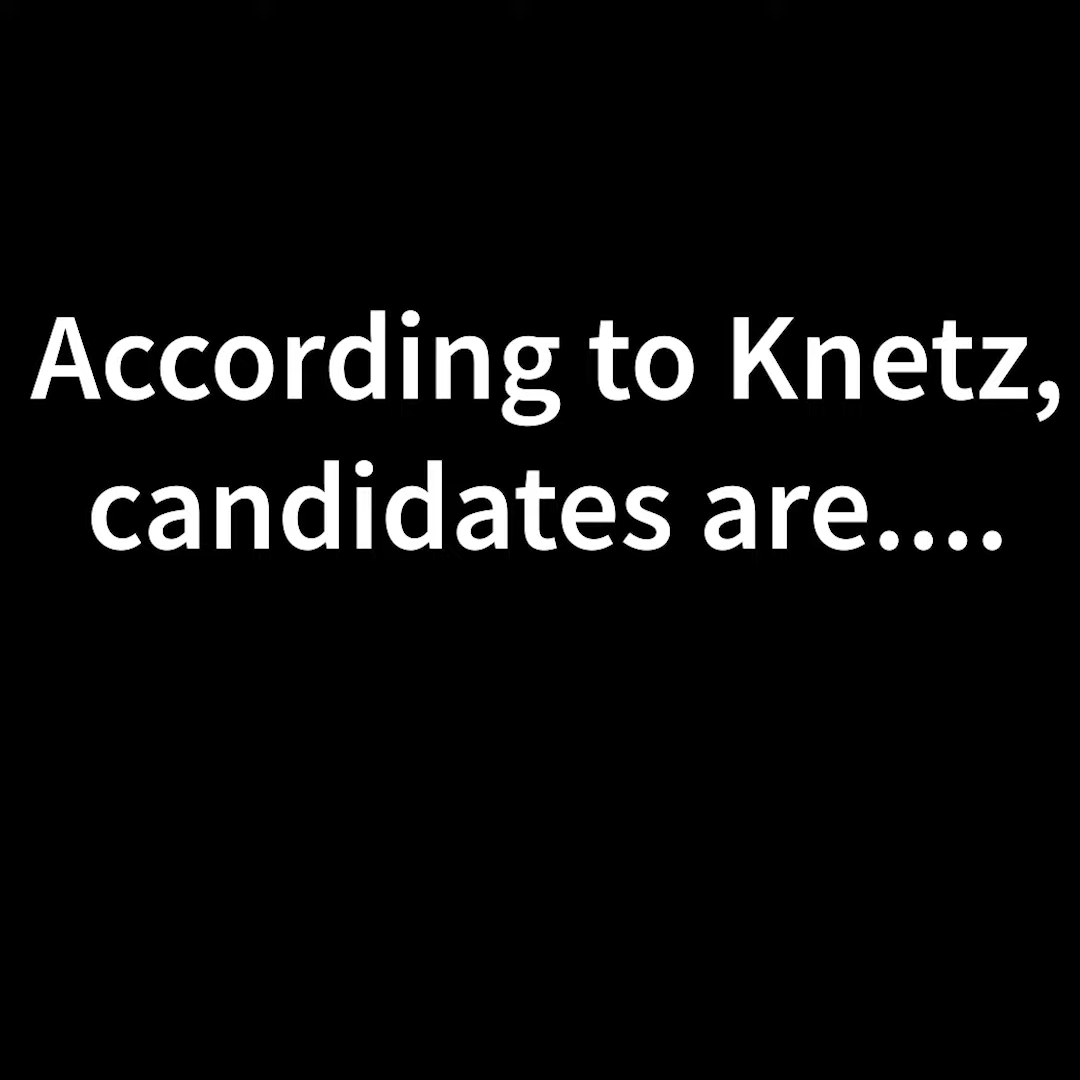 According to Knetz,
candidates are....